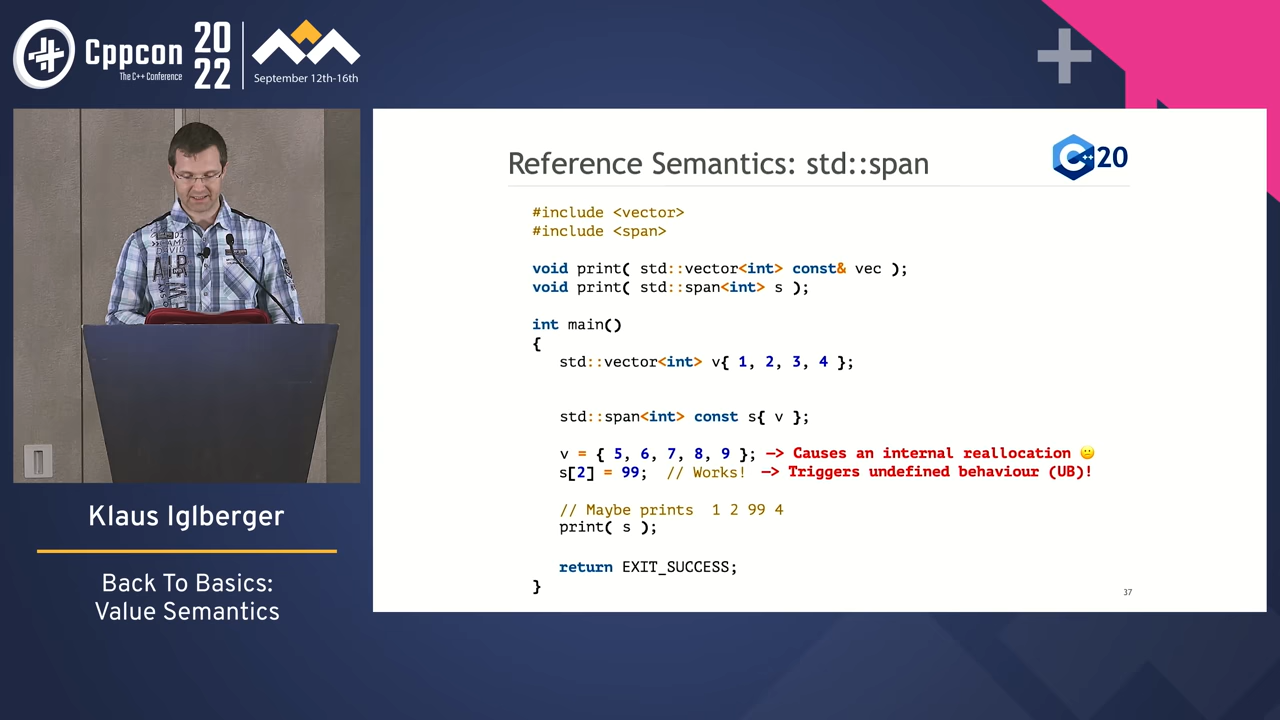 Cppcon
The C++ Conference
20
22
September 12th-16th
Reference Semantics: std::span
C++ 20
#include <vector>
#include <span>
void print( std::vector<int> const& vec );
void print( std::span<int> s );
int main()
{
std::vector<int> v{ 1, 2, 3, 4 };
std::span<int> const s{ v };
v = { 5, 6, 7, 8, 9 }; —> Causes an internal reallocation 🙁
s[2] = 99; // Works! —> Triggers undefined behaviour (UB)!
// Maybe prints 1 2 99 4
print( s );
return EXIT_SUCCESS;
}
37
AIR
Klaus Iglberger
Back To Basics:
Value Semantics